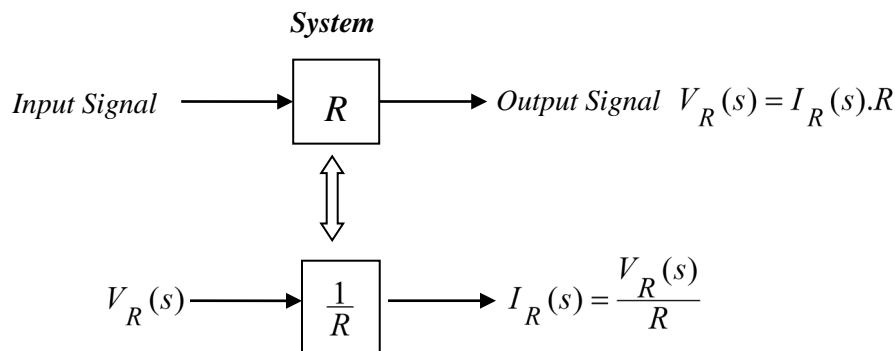 System
Input Signal R Output Signal V_R(s) = I_R(s).R
V_R(s) 1/R I_R(s) = V_R(s)/R